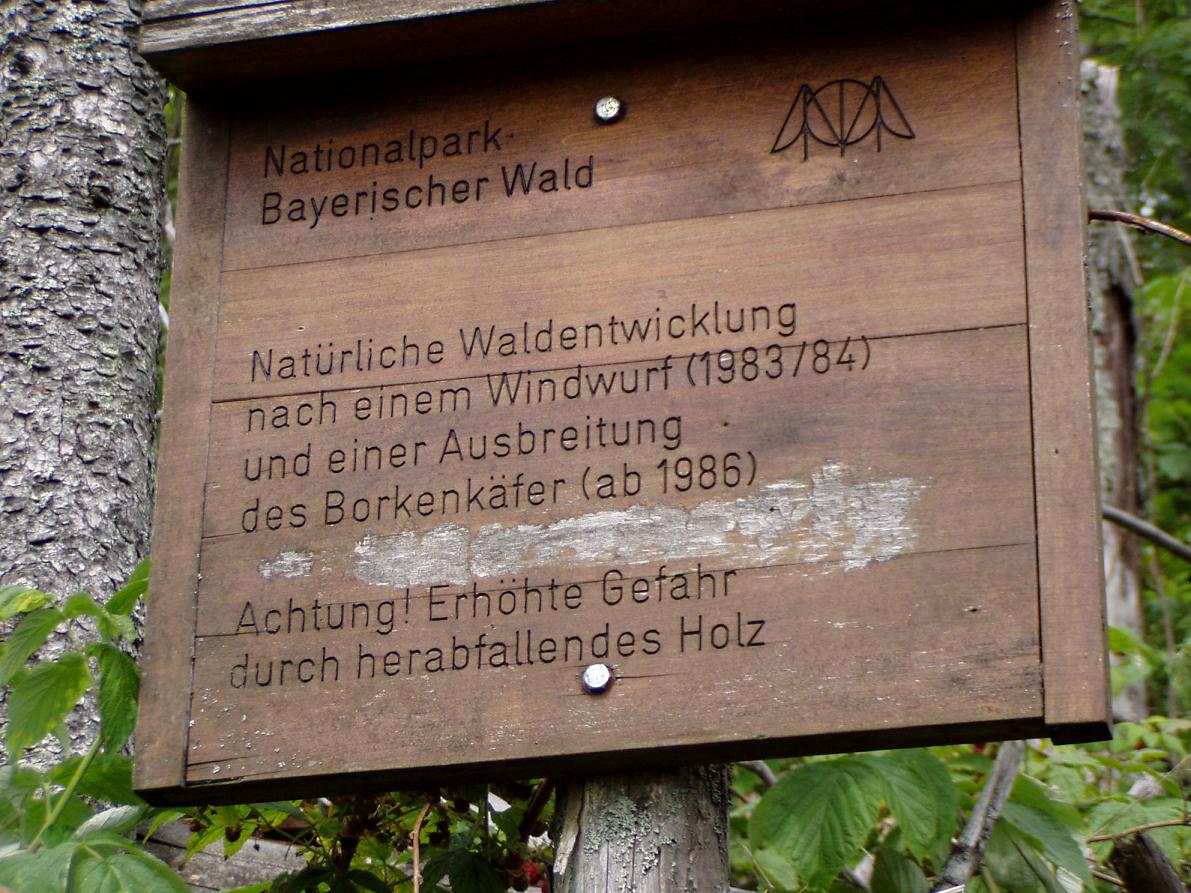 Nationalpark
Bayerischer Wald
Natürliche Waldentwicklung
nach einem Windwurf (1983/84)
und einer Ausbreitung
des Borkenkäfer (ab 1986)
Achtung! Erhöhte Gefahr
durch herabfallendes Holz